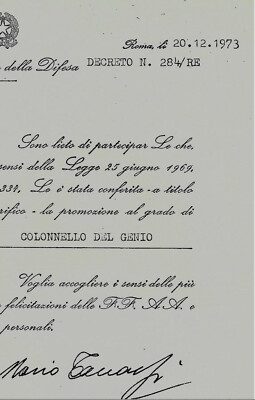 Roma, li 20.12.1973
della Difesa DECRETO N. 284/RE
Sono lieto di partecipar Le che,
sensi della Legge 25 giugno 1969,
334, Le è stata conferita - a titolo
rifico - la promozione al grado di
COLONNELLO DEL GENIO
Voglia accogliere i sensi delle più
felicitazioni delle FF. AA. e
personali.
Mario